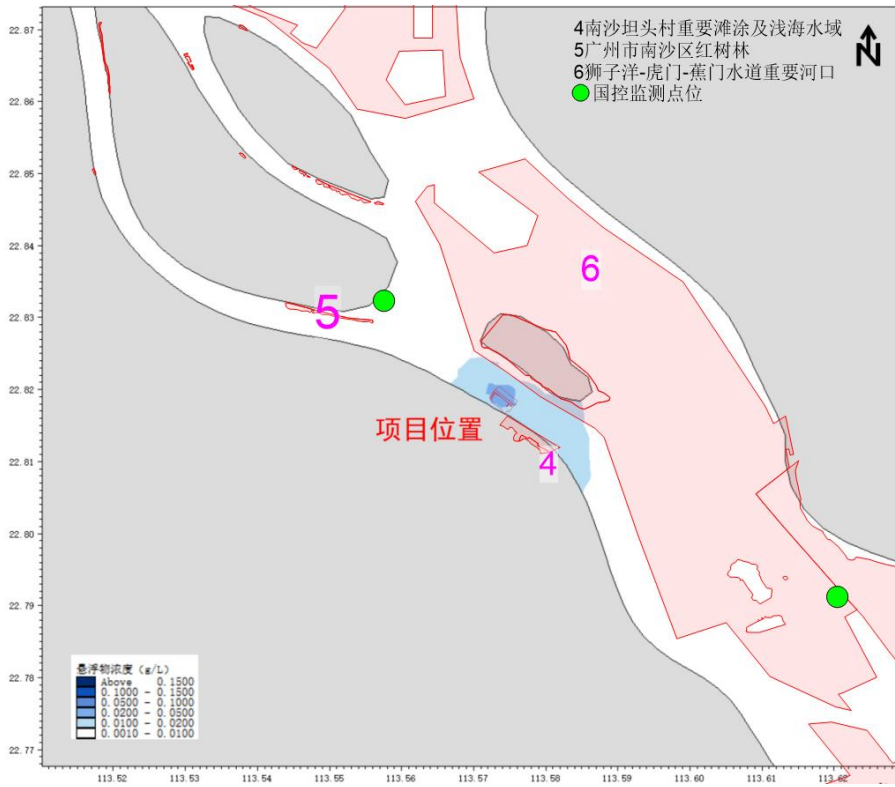 4南沙坦头村重要滩涂及浅海水域
5广州市南沙区红树林
6狮子洋-虎门-蕉门水道重要河口
国控监测点位
N
22.87
22.86
22.85
22.84
22.83
22.82
22.81
22.80
22.79
22.78
22.77
6
5
项目位置
4
悬浮物浓度（g/L）
Above 0.1500
0.1000 - 0.1500
0.0500 - 0.1000
0.0200 - 0.0500
0.0100 - 0.0200
0.0010 - 0.0100
113.52 113.53 113.54 113.55 113.56 113.57 113.58 113.59 113.60 113.61 113.62